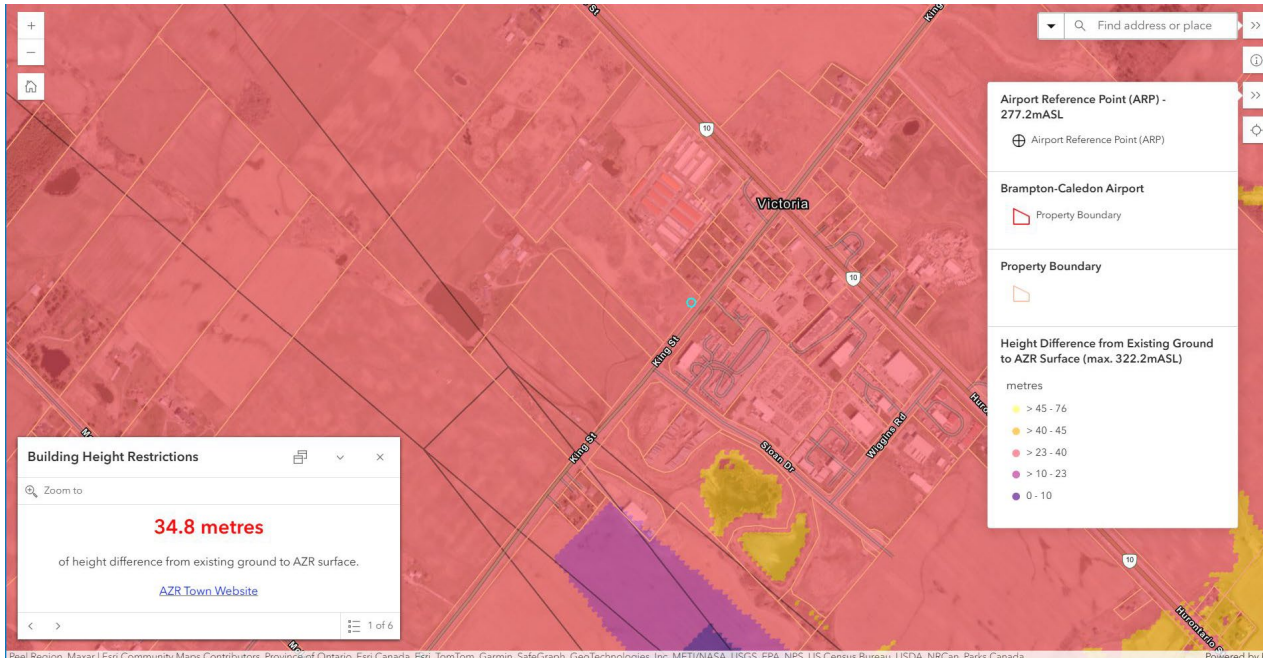 +
−
Find address or place
Airport Reference Point (ARP) -
277.2mASL
Airport Reference Point (ARP)
Brampton-Caledon Airport
Property Boundary
Property Boundary
Height Difference from Existing Ground
to AZR Surface (max. 322.2mASL)
metres
> 45 - 76
> 40 - 45
> 23 - 40
> 10 - 23
0 - 10
King
10
Victoria
10
King St
King St
Sloan Dr
Wiggins Rd
10
Hurontario S
Building Height Restrictions
Zoom to
34.8 metres
of height difference from existing ground to AZR surface.
AZR Town Website
1 of 6
Peel Region, Maxar | Esri Community Maps Contributors, Province of Ontario, Esri Canada, Esri, TomTom, Garmin, SafeGraph, GeoTechnologies, Inc, METI/NASA, USGS, EPA, NPS, US Census Bureau, USDA, NRCan, Parks Canada
Powered by